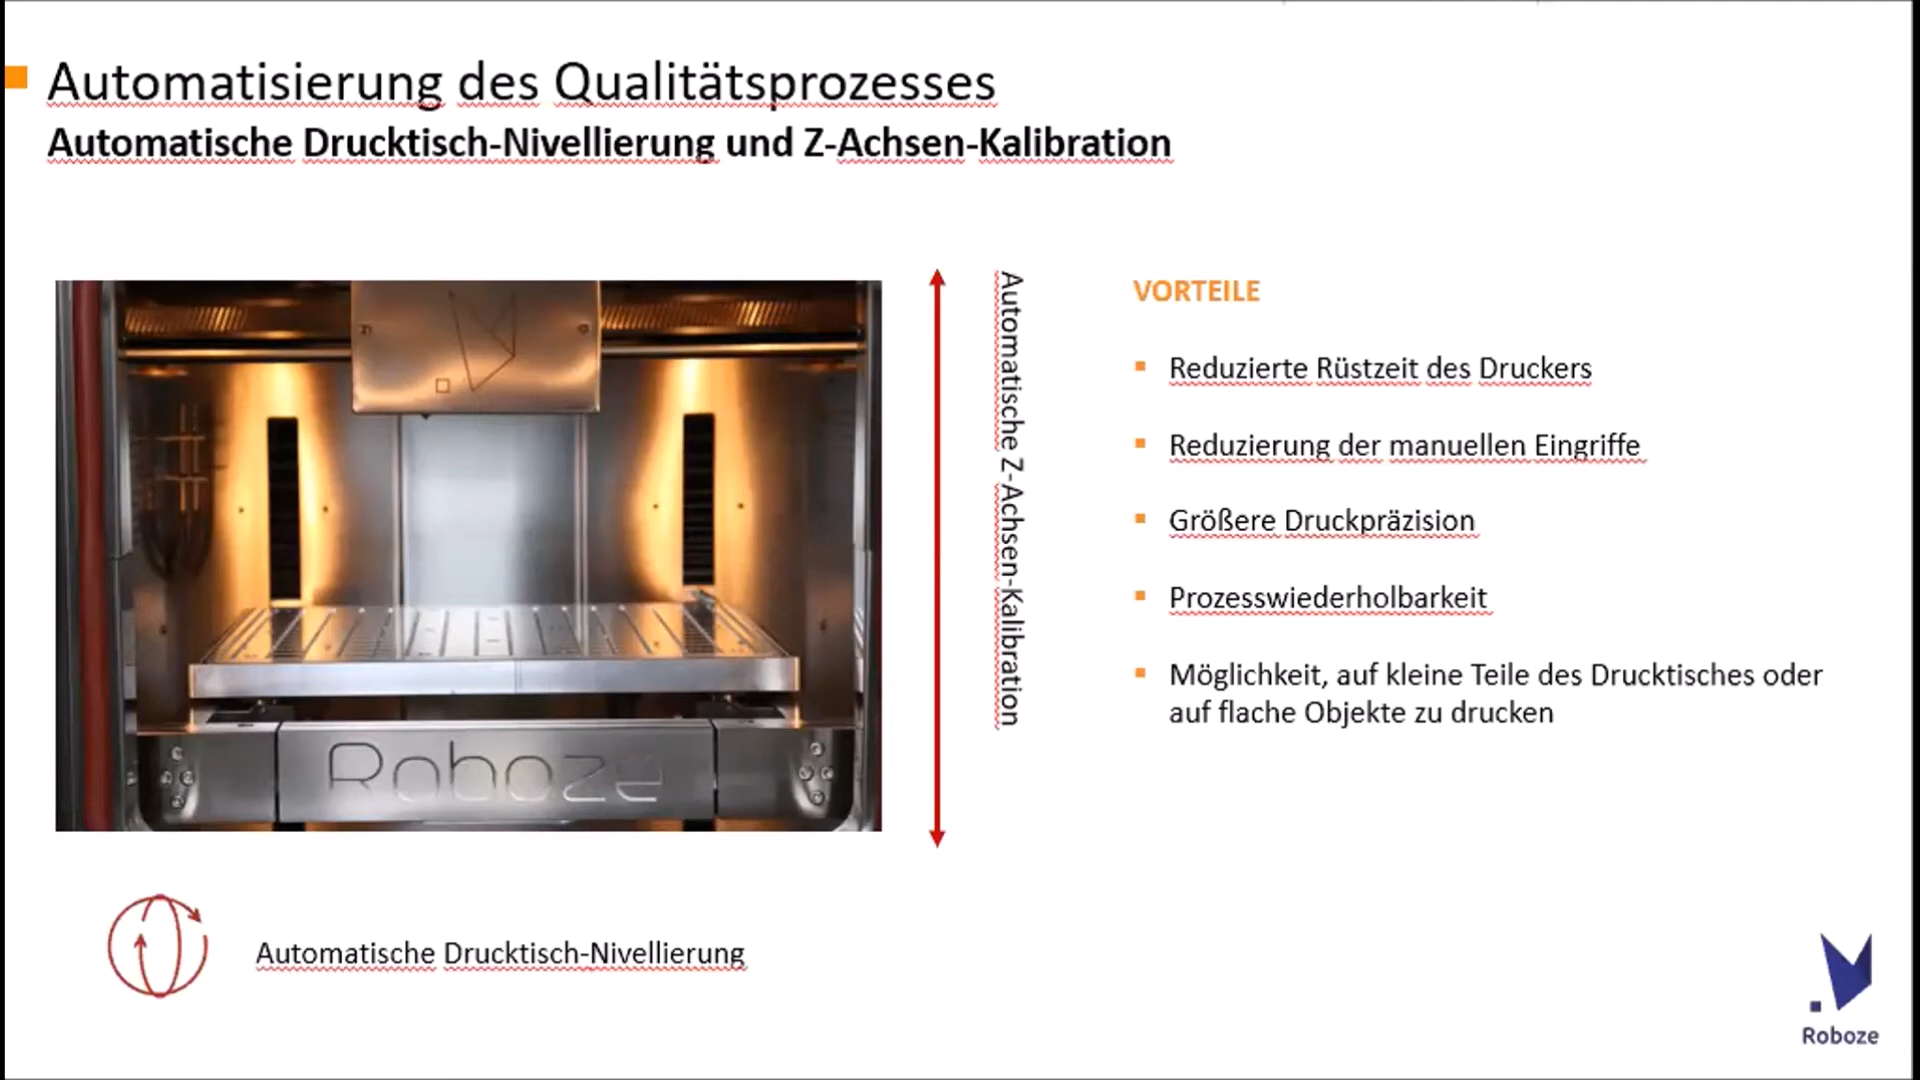 Automatisierung des Qualitätsprozesses
Automatische Drucktisch-Nivellierung und Z-Achsen-Kalibration
Roboze
Automatische Z-Achsen-Kalibration
VORTEILE
Reduzierte Rüstzeit des Druckers
Reduzierung der manuellen Eingriffe
Größere Druckpräzision
Prozesswiederholbarkeit
Möglichkeit, auf kleine Teile des Drucktisches oder
auf flache Objekte zu drucken
Automatische Drucktisch-Nivellierung
Roboze